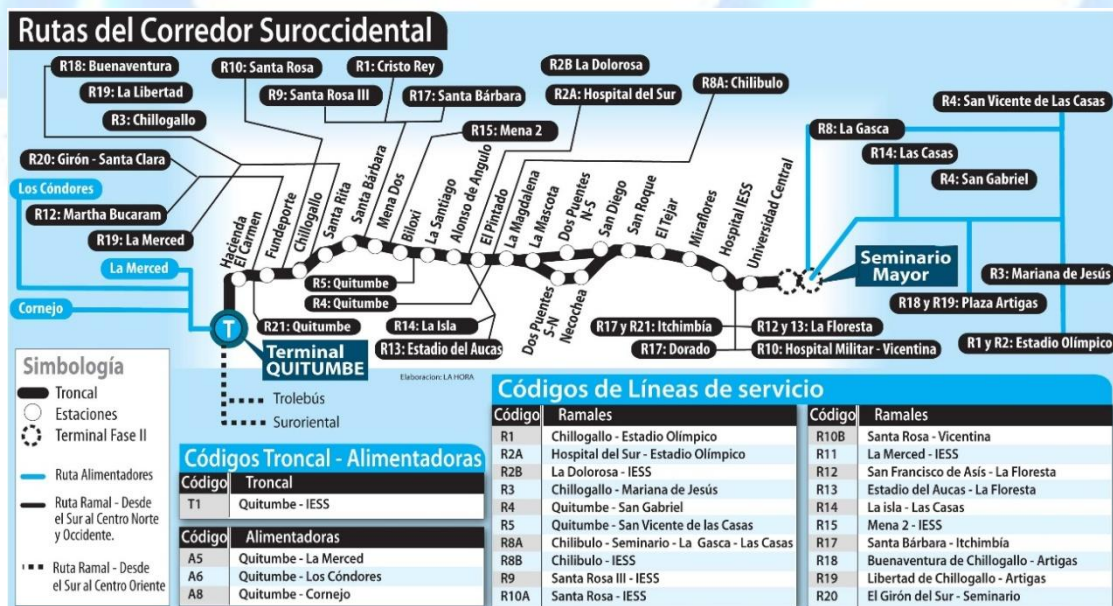 Rutas del Corredor Suroccidental
R18: Buenaventura
R10: Santa Rosa
R1: Cristo Rey
R2B La Dolorosa
R19: La Libertad
R9: Santa Rosa III
R17: Santa Bárbara
R2A: Hospital del Sur
R8A: Chilibulo
R3: Chillogallo
R15: Mena 2
R4: San Vicente de Las Casas
R8: La Gasca
R14: Las Casas
R4: San Gabriel
R20: Girón - Santa Clara
Los Cóndores
R12: Martha Bucaram
R19: La Merced
La Merced
Cornejo
Hacienda
El Carmen
Fundeporte
Chillogallo
Santa Rita
Santa Bárbara
Mena Dos
Biloxi
La Santiago
Alonso de Angulo
El Pintado
La Magdalena
La Mascota
Dos Puentes
N-S
San Diego
San Roque
El Tejar
Miraflores
Hospital IESS
Universidad Central
Dos Puentes
S-N
Necochea
Seminario
Mayor
R3: Mariana de Jesús
R18 y R19: Plaza Artigas
R1 y R2: Estadio Olímpico
R5: Quitumbe
R4: Quitumbe
R21: Quitumbe
R14: La Isla
R13: Estadio del Aucas
R17 y R21: Itchimbía
R12 y 13: La Floresta
R17: Dorado
R10: Hospital Militar - Vicentina
T
Terminal
QUITUMBE
Trolebús
Suroriental
Elaboracion: LA HORA
Simbología
Troncal
Estaciones
Terminal Fase II
Ruta Alimentadores
Ruta Ramal - Desde
el Sur al Centro Norte
y Occidente.
Ruta Ramal - Desde
el Sur al Centro Oriente
Códigos Troncal - Alimentadoras
Código Troncal
T1 Quitumbe - IESS
Código Alimentadoras
A5 Quitumbe - La Merced
A6 Quitumbe - Los Cóndores
A8 Quitumbe - Cornejo
Códigos de Líneas de servicio
Código Ramales
R1 Chillogallo - Estadio Olímpico
R2A Hospital del Sur - Estadio Olímpico
R2B La Dolorosa - IESS
R3 Chillogallo - Mariana de Jesús
R4 Quitumbe - San Gabriel
R5 Quitumbe - San Vicente de las Casas
R8A Chilibulo - Seminario - La Gasca - Las Casas
R8B Chilibulo - IESS
R9 Santa Rosa III - IESS
R10A Santa Rosa - IESS
Código Ramales
R10B Santa Rosa - Vicentina
R11 La Merced - IESS
R12 San Francisco de Asís - La Floresta
R13 Estadio del Aucas - La Floresta
R14 La isla - Las Casas
R15 Mena 2 - IESS
R17 Santa Bárbara - Itchimbía
R18 Buenaventura de Chillogallo - Artigas
R19 Libertad de Chillogallo - Artigas
R20 El Girón del Sur - Seminario